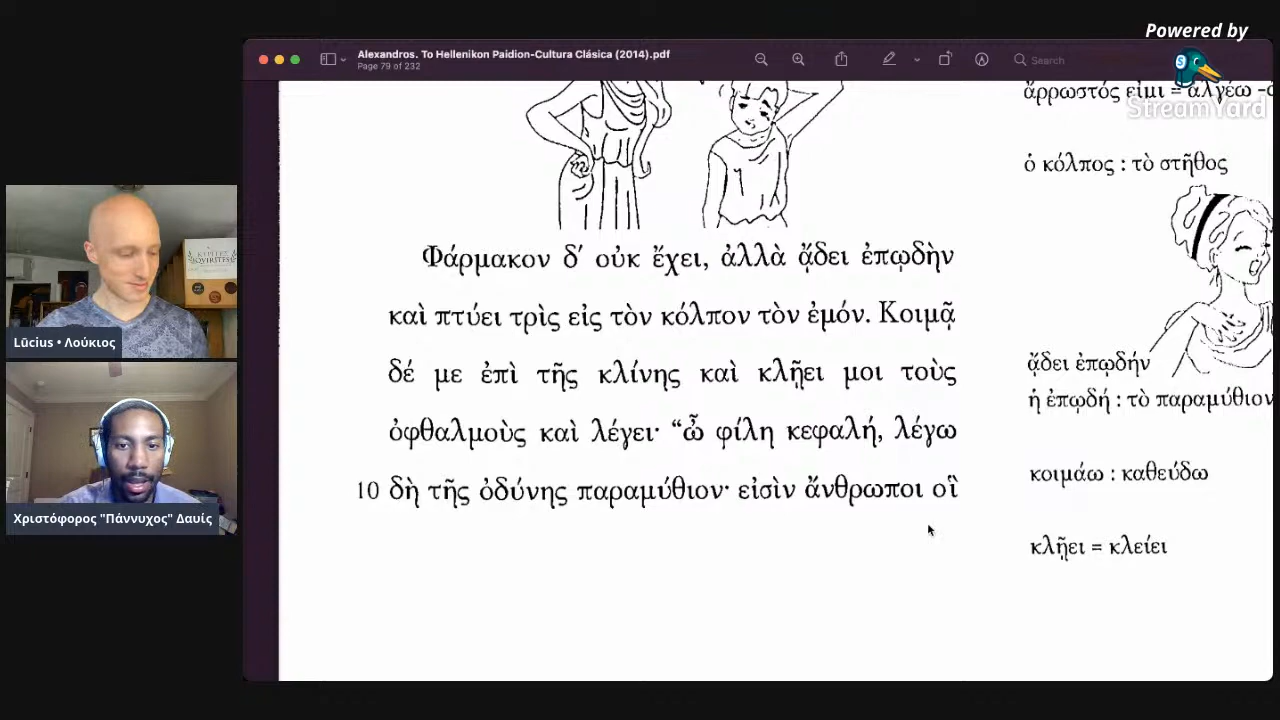 Powered by
StreamYard
Alexandros. To Hellenikon Paidion-Cultura Clásica (2014).pdf
Page 79 of 232
Search
ἄρρωστός εἰμι = ἀλγέω
ὁ κόλπος : τὸ στῆθος
Φάρμακον δ’ οὐκ ἔχει, ἀλλὰ ᾄδει ἐπῳδὴν
καὶ πτύει τρὶς εἰς τὸν κόλπον τὸν ἐμόν. Κοιμᾷ
δέ με ἐπὶ τῆς κλίνης καὶ κλῄει μοι τοὺς
ὀφθαλμοὺς καὶ λέγει· “ὦ φίλη κεφαλή, λέγω
10 δὴ τῆς ὀδύνης παραμύθιον· εἰσὶν ἄνθρωποι οἳ
ᾄδει ἐπῳδήν
ἡ ἐπῳδή : τὸ παραμύθιον
κοιμάω : καθεύδω
κλῄει = κλείει
Lūcius • Λούκιος
Χριστόφορος "Πάννυχος" Δαυίς